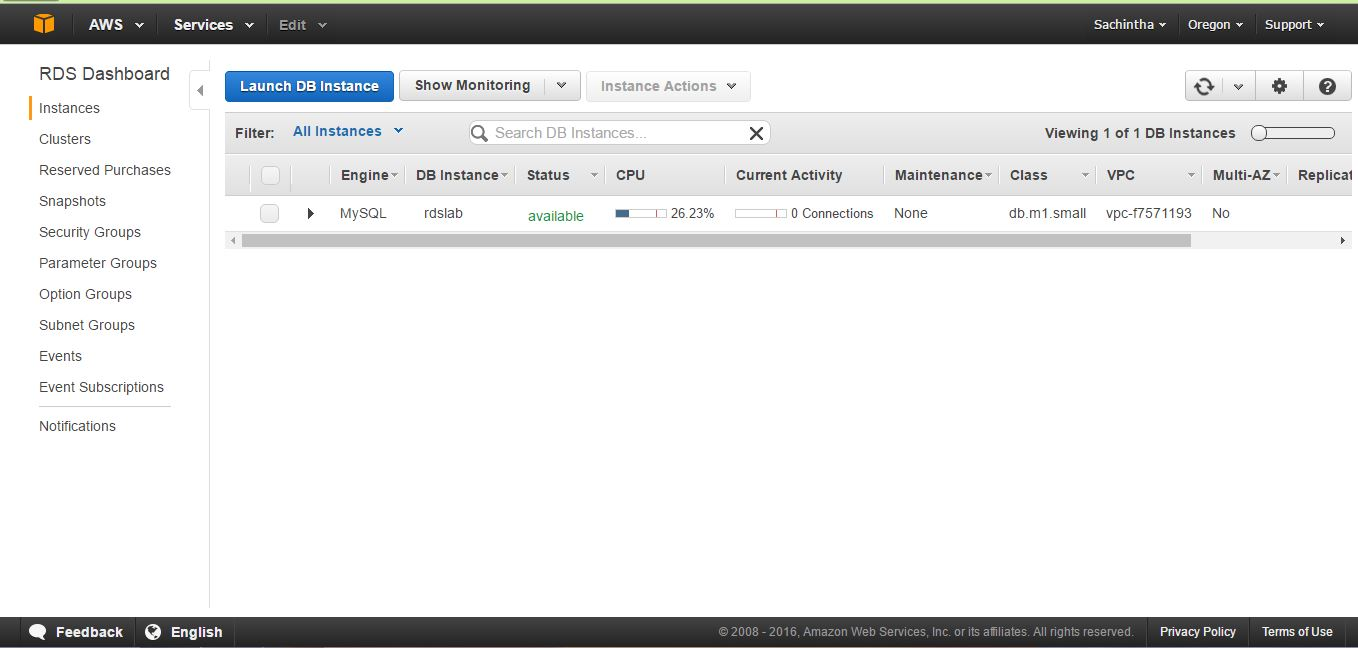 AWS Services Edit Sachintha Oregon Support
RDS Dashboard
Instances
Clusters
Reserved Purchases
Snapshots
Security Groups
Parameter Groups
Option Groups
Subnet Groups
Events
Event Subscriptions
Notifications
Launch DB Instance Show Monitoring Instance Actions
Filter: All Instances Search DB Instances... Viewing 1 of 1 DB Instances
Engine DB Instance Status CPU Current Activity Maintenance Class VPC Multi-AZ Replicat
MySQL rdslab available 26.23% 0 Connections None db.m1.small vpc-f7571193 No
Feedback English © 2008 - 2016, Amazon Web Services, Inc. or its affiliates. All rights reserved. Privacy Policy Terms of Use